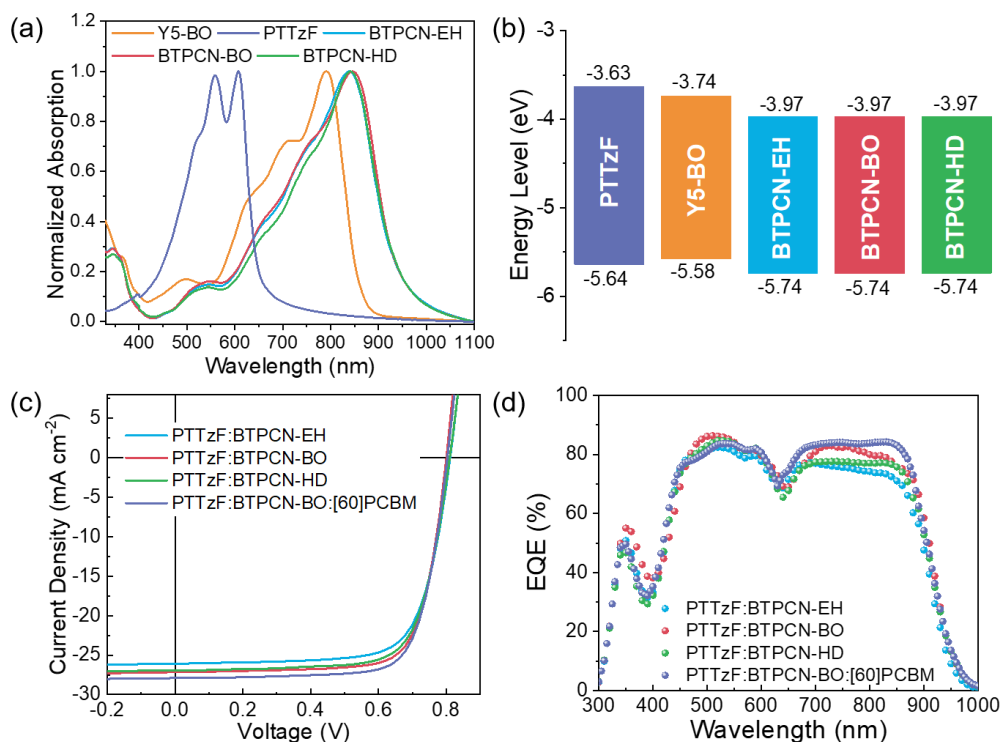 (a)
Y5-BO PTTzF BTPCN-EH
BTPCN-BO BTPCN-HD
1.2
1.0
0.8
0.6
0.4
0.2
0.0
Normalized Absorption
400 500 600 700 800 900 1000 1100
Wavelength (nm)
(b)
-3
-4
-5
-6
Energy Level (eV)
-3.63 -3.74 -3.97 -3.97 -3.97
PTTzF Y5-BO BTPCN-EH BTPCN-BO BTPCN-HD
-5.64 -5.58 -5.74 -5.74 -5.74
(c)
5
0
-5
-10
-15
-20
-25
-30
Current Density (mA cm⁻²)
PTTzF:BTPCN-EH
PTTzF:BTPCN-BO
PTTzF:BTPCN-HD
PTTzF:BTPCN-BO:[60]PCBM
-0.2 0.0 0.2 0.4 0.6 0.8
Voltage (V)
(d)
100
80
60
40
20
0
EQE (%)
PTTzF:BTPCN-EH
PTTzF:BTPCN-BO
PTTzF:BTPCN-HD
PTTzF:BTPCN-BO:[60]PCBM
300 400 500 600 700 800 900 1000
Wavelength (nm)